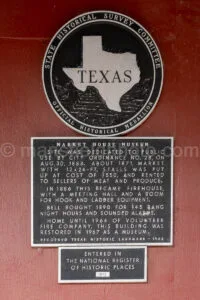 STATE HISTORICAL SURVEY COMMITTEE
TEXAS
OFFICIAL HISTORICAL MEDALLION
MARKET HOUSE MUSEUM
SITE WAS DEDICATED TO PUBLIC
USE BY CITY ORDINANCE NO. 28, ON
AUG. 30, 1868. ABOUT 1871, MARKET
WITH 12x24-FT. STALLS WAS PUT
UP AT COST OF $550, AND RENTED
TO SELLERS OF MEAT AND PRODUCE.
IN 1886 THIS BECAME FIREHOUSE,
WITH A MEETING HALL AND A ROOM
FOR HOOK AND LADDER EQUIPMENT.
BELL BOUGHT 1890 FOR $45 RANG
NIGHT HOURS AND SOUNDED ALARMS.
HOME UNTIL 1966 OF VOLUNTEER
FIRE COMPANY, THIS BUILDING WAS
RESTORED IN 1967 AS A MUSEUM.
RECORDED TEXAS HISTORIC LANDMARK
ENTERED IN
THE NATIONAL REGISTER
OF HISTORIC PLACES